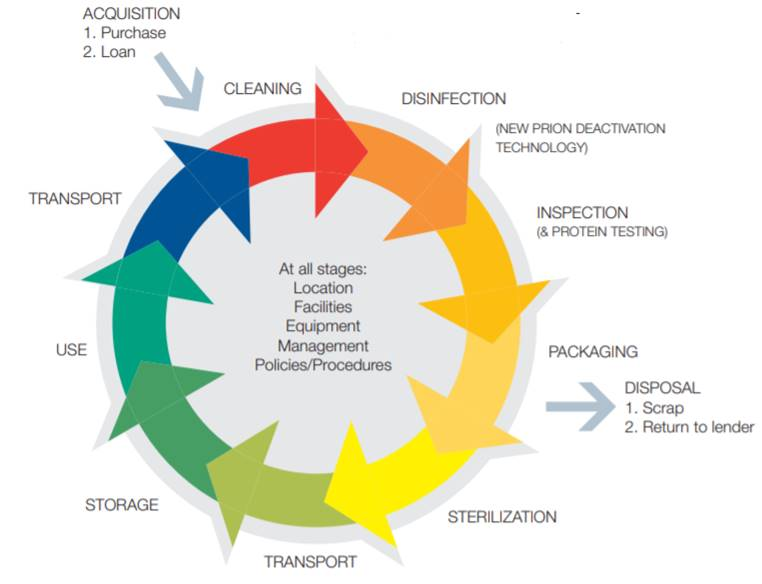 ACQUISITION
1. Purchase
2. Loan
CLEANING
DISINFECTION
(NEW PRION DEACTIVATION
TECHNOLOGY)
INSPECTION
(& PROTEIN TESTING)
PACKAGING
DISPOSAL
1. Scrap
2. Return to lender
STERILIZATION
TRANSPORT
STORAGE
USE
TRANSPORT
At all stages:
Location
Facilities
Equipment
Management
Policies/Procedures